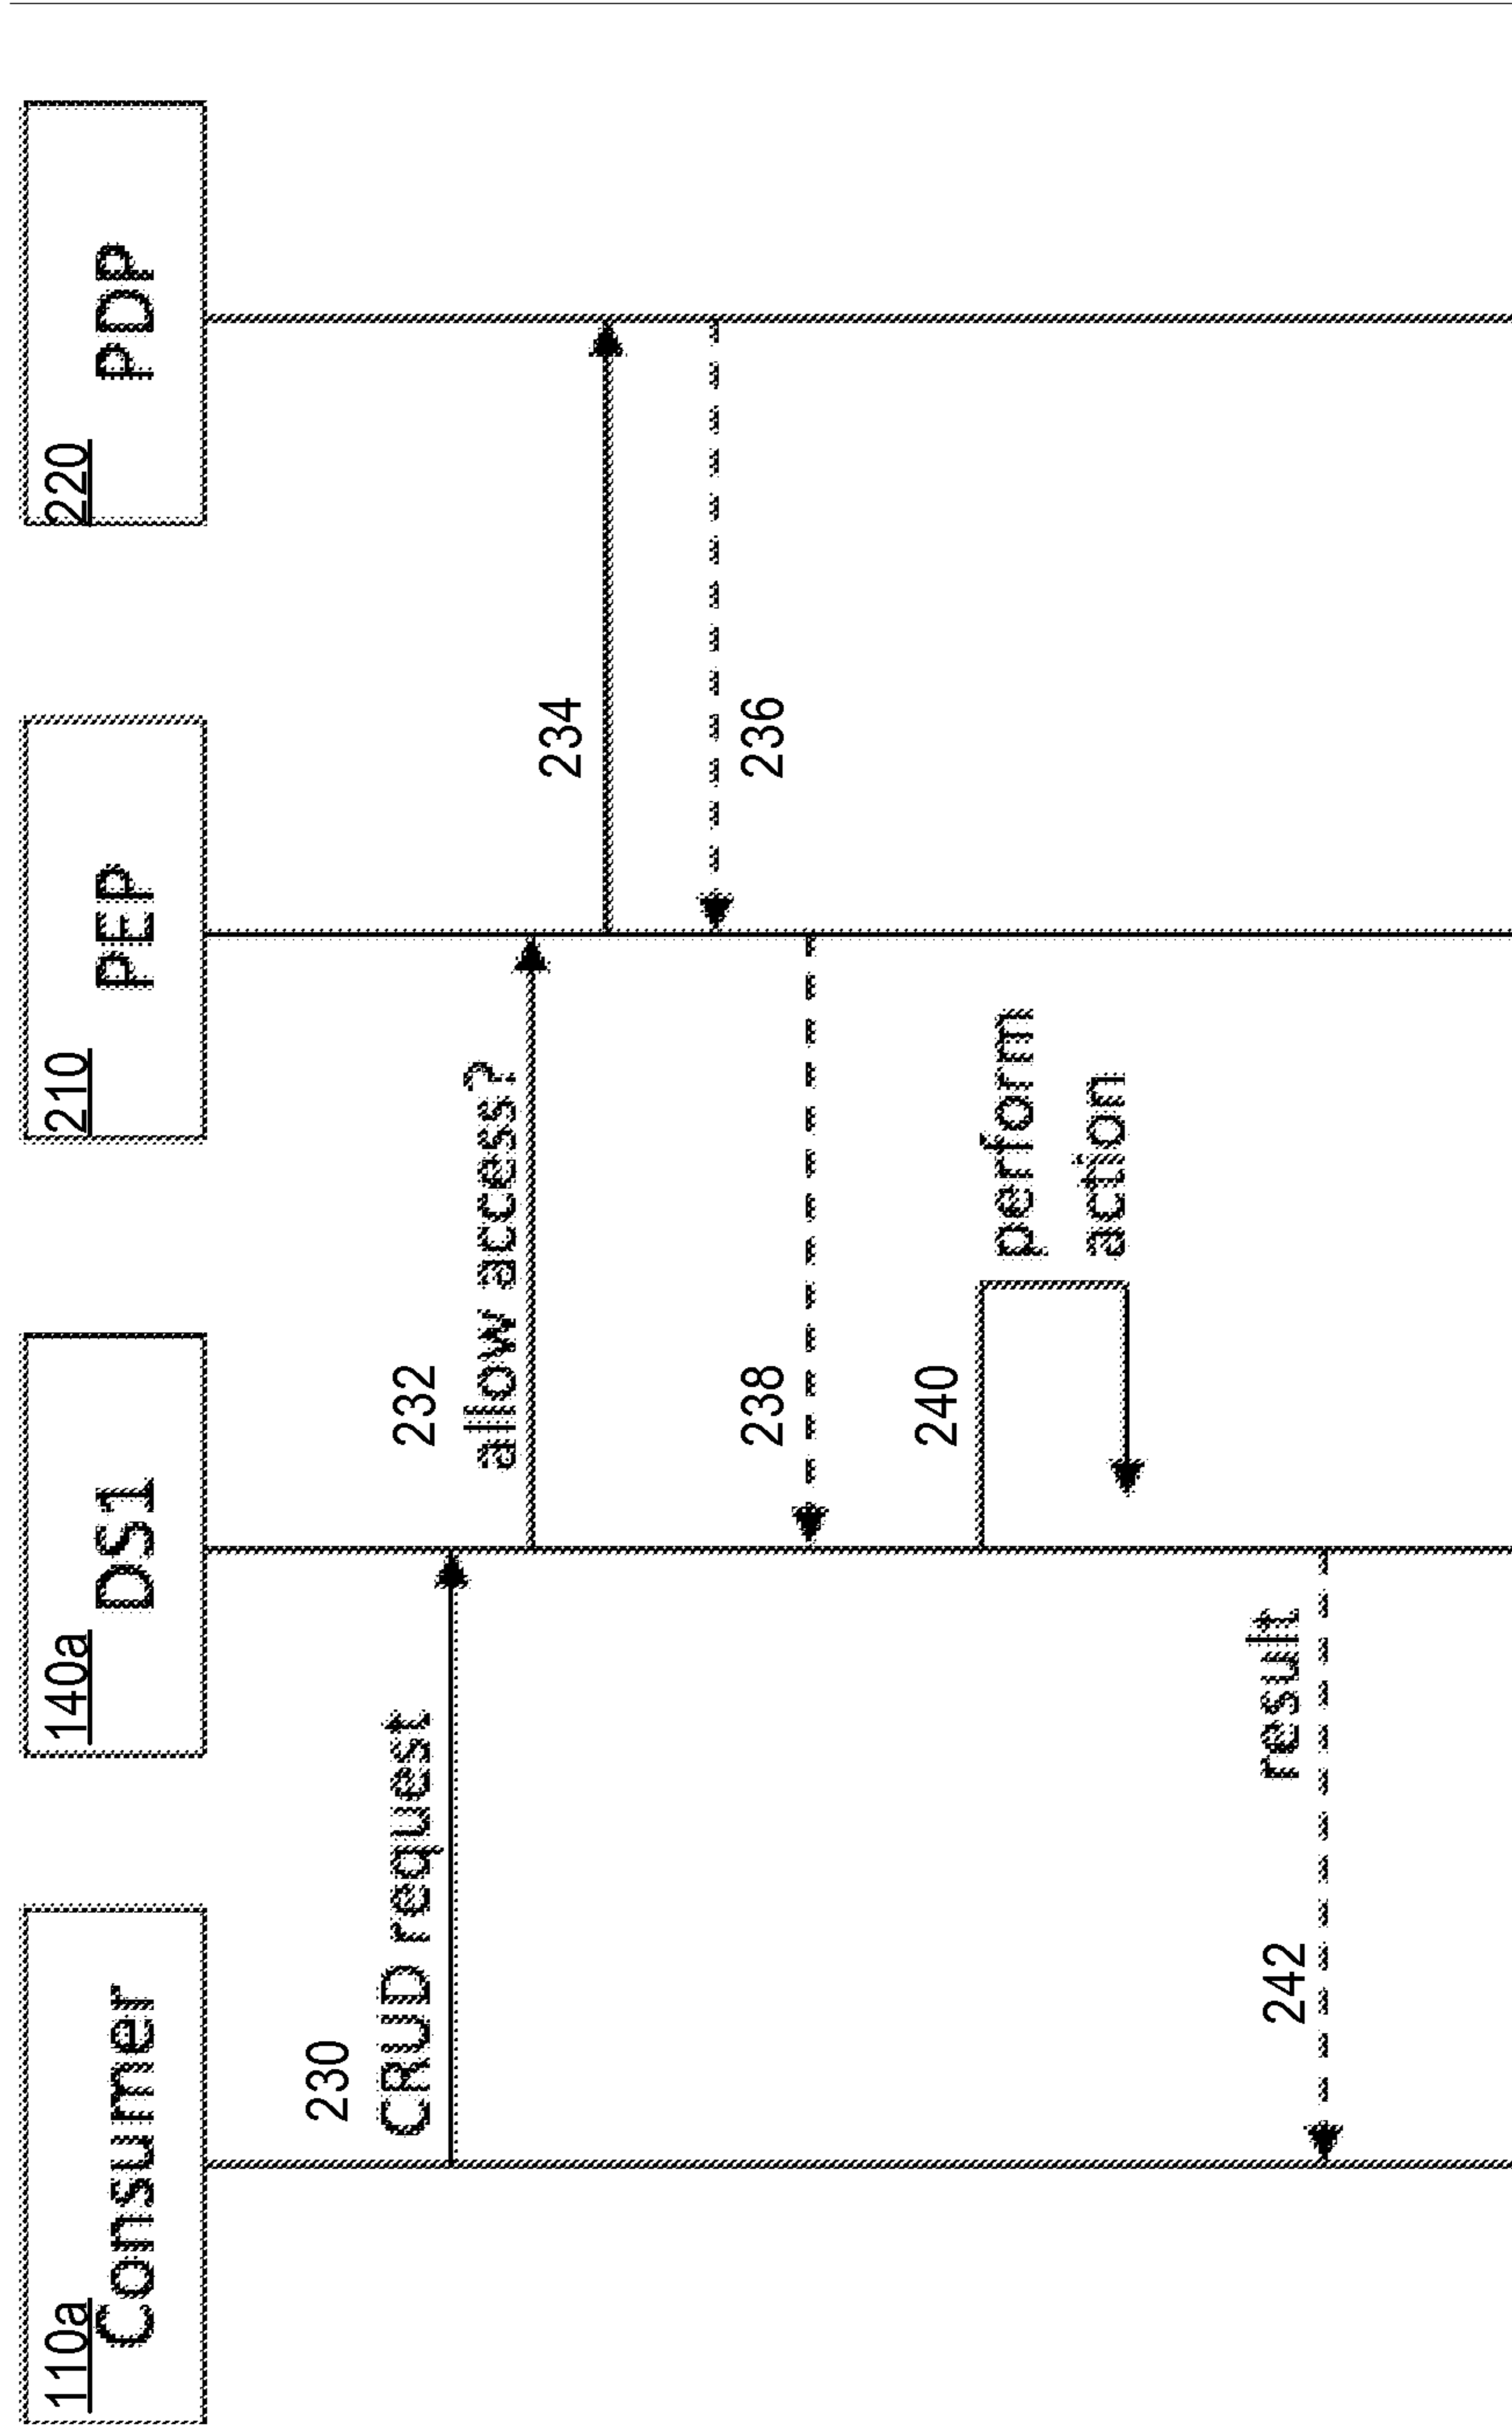 110a
Consumer
140a
DS1
210
PEP
220
PDP
230
CRUD request
232
allow access?
234
236
238
240
perform
action
242
result